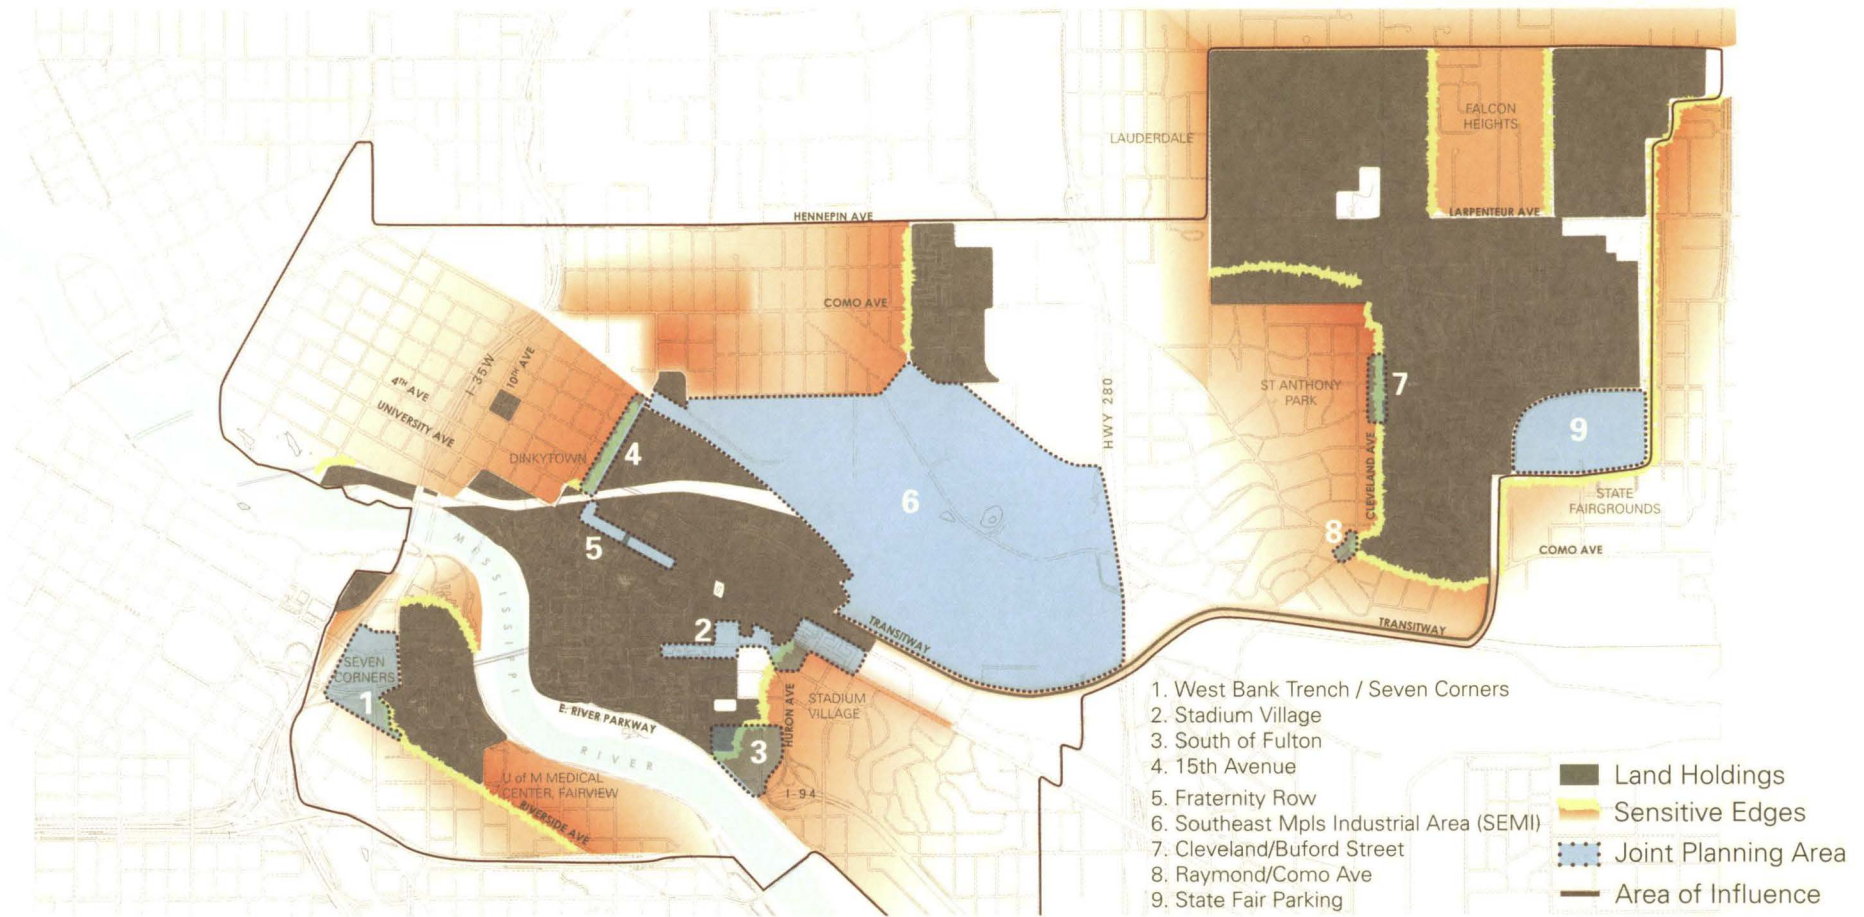 FALCON
HEIGHTS
LAUDERDALE
LARPENTEUR AVE
HENNEPIN AVE
COMO AVE
I-35W
10TH AVE
4TH AVE
UNIVERSITY AVE
DINKYTOWN
HWY 280
ST ANTHONY
PARK
CLEVELAND AVE
7
9
4
6
5
8
STATE
FAIRGROUNDS
COMO AVE
MISSISSIPPI
RIVER
2
TRANSITWAY
TRANSITWAY
SEVEN
CORNERS
1
STADIUM
VILLAGE
HURON AVE
E. RIVER PARKWAY
3
I-94
U of M MEDICAL
CENTER, FAIRVIEW
RIVERSIDE AVE
1. West Bank Trench / Seven Corners
2. Stadium Village
3. South of Fulton
4. 15th Avenue
5. Fraternity Row
6. Southeast Mpls Industrial Area (SEMI)
7. Cleveland/Buford Street
8. Raymond/Como Ave
9. State Fair Parking
Land Holdings
Sensitive Edges
Joint Planning Area
Area of Influence